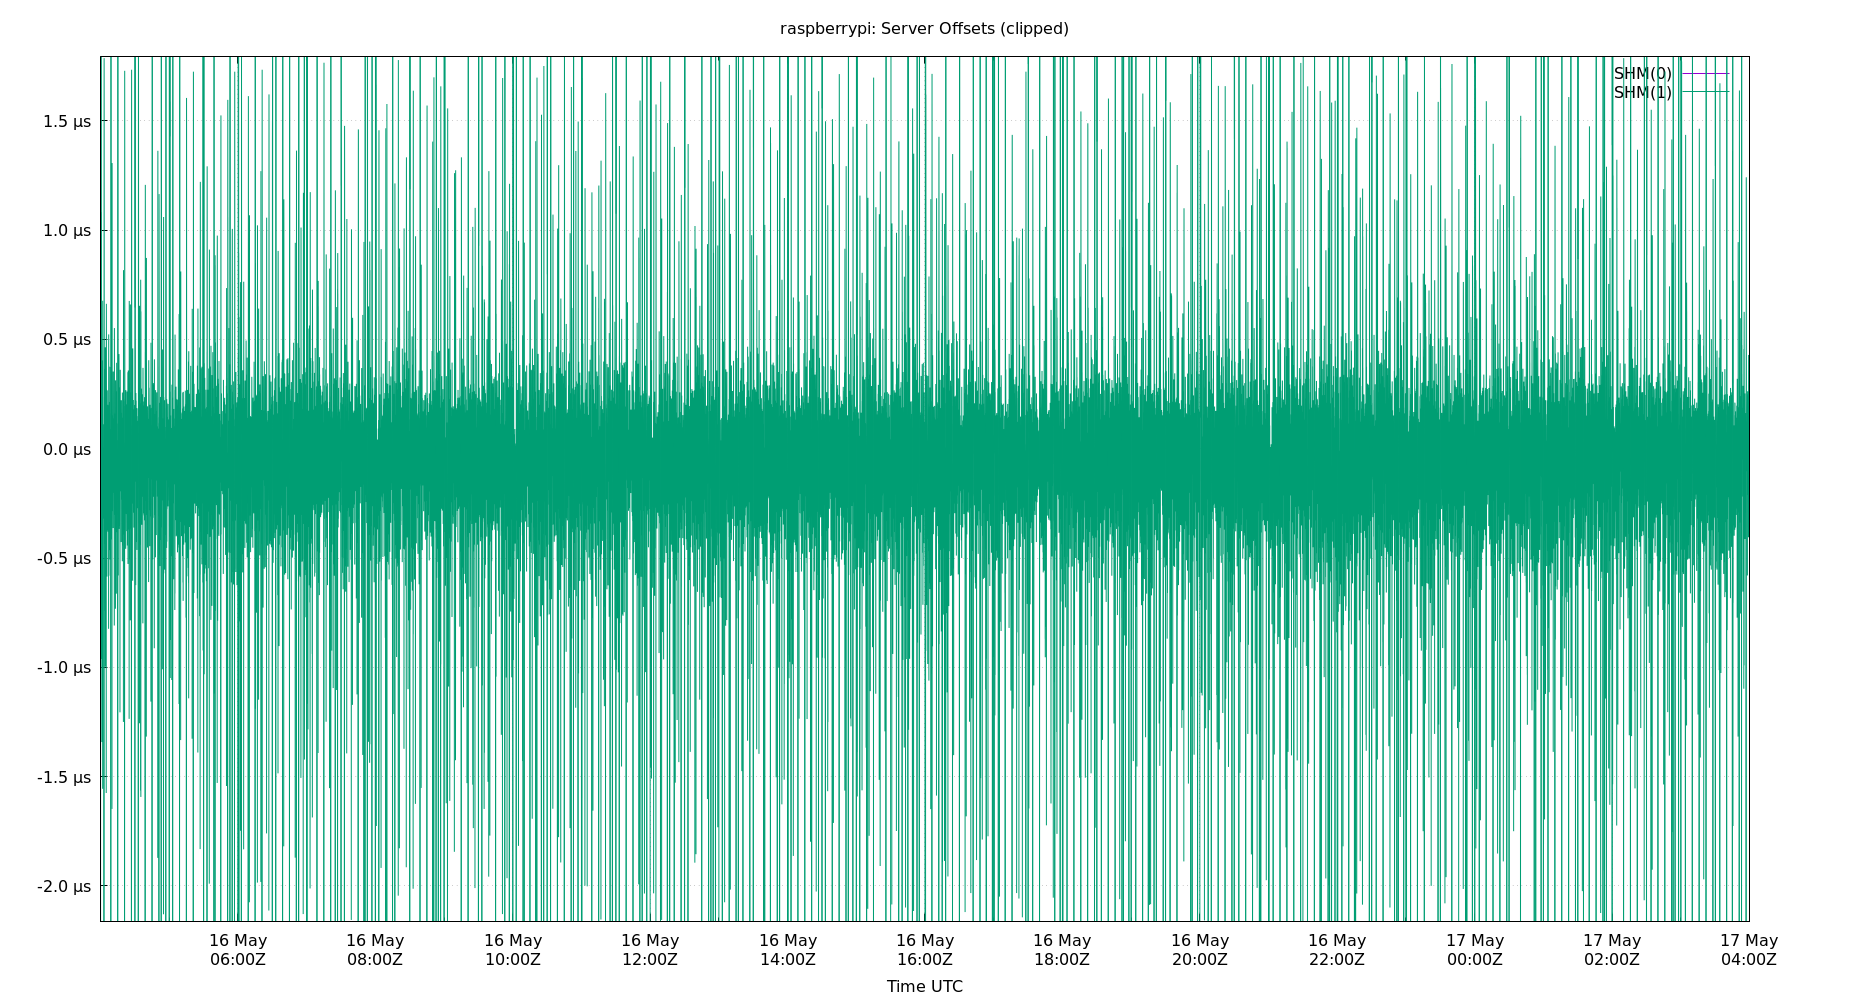 raspberrypi: Server Offsets (clipped)
SHM(0)
SHM(1)
1.5 µs
1.0 µs
0.5 µs
0.0 µs
-0.5 µs
-1.0 µs
-1.5 µs
-2.0 µs
16 May 16 May 16 May 16 May 16 May 16 May 16 May 16 May 16 May 17 May 17 May 17 May
06:00Z 08:00Z 10:00Z 12:00Z 14:00Z 16:00Z 18:00Z 20:00Z 22:00Z 00:00Z 02:00Z 04:00Z
Time UTC